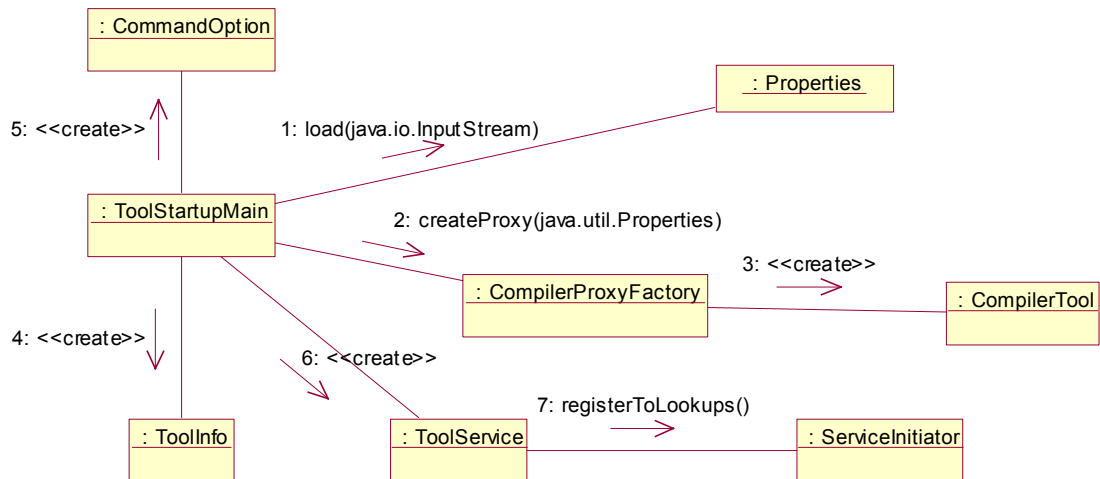 : CommandOption
: Properties
5: <<create>>
1: load(java.io.InputStream)
: ToolStartupMain
2: createProxy(java.util.Properties)
3: <<create>>
: CompilerProxyFactory
: CompilerTool
4: <<create>>
6: <<create>>
7: registerToLookups()
: ToolInfo
: ToolService
: ServiceInitiator